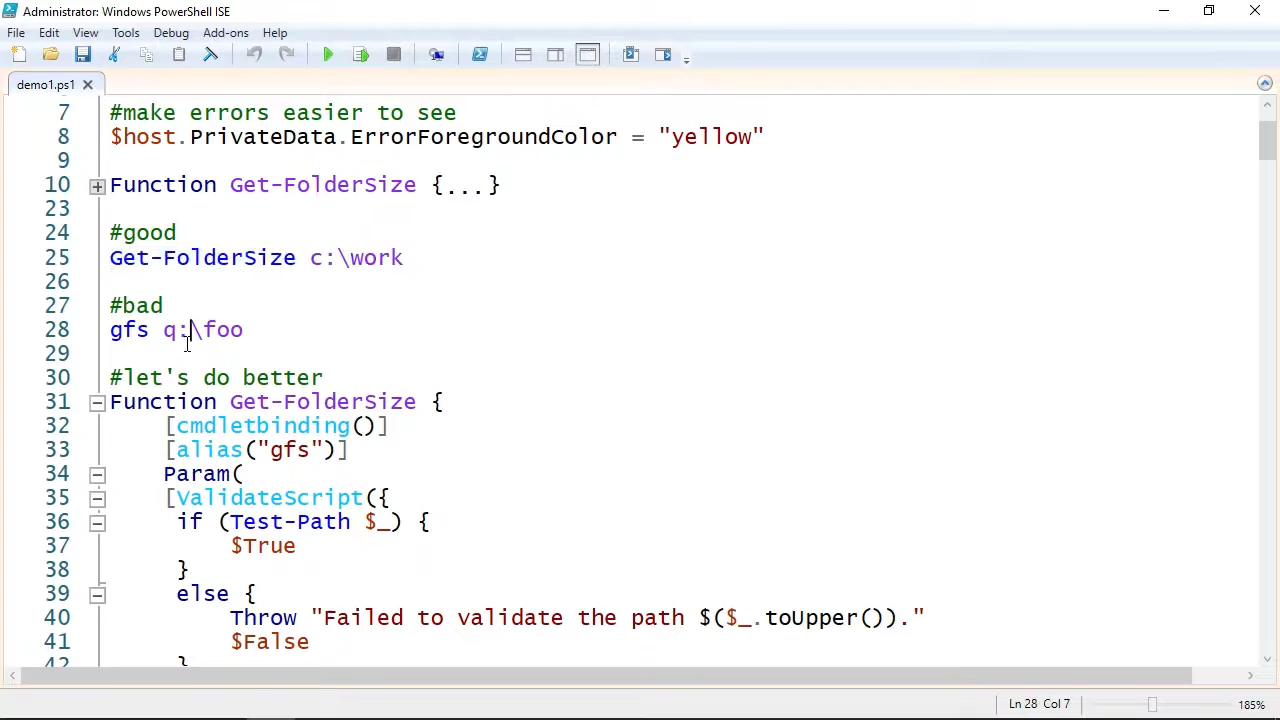 Administrator: Windows PowerShell ISE
File Edit View Tools Debug Add-ons Help
demo1.ps1
7 #make errors easier to see
8 $host.PrivateData.ErrorForegroundColor = "yellow"
9
10 Function Get-FolderSize {...}
23
24 #good
25 Get-FolderSize c:\work
26
27 #bad
28 gfs q:\foo
29
30 #let's do better
31 Function Get-FolderSize {
32 [cmdletbinding()]
33 [alias("gfs")]
34 Param(
35 [ValidateScript({
36 if (Test-Path $_) {
37 $True
38 }
39 else {
40 Throw "Failed to validate the path $($_.toUpper())."
41 $False
42 }
Ln 28 Col 7 185%